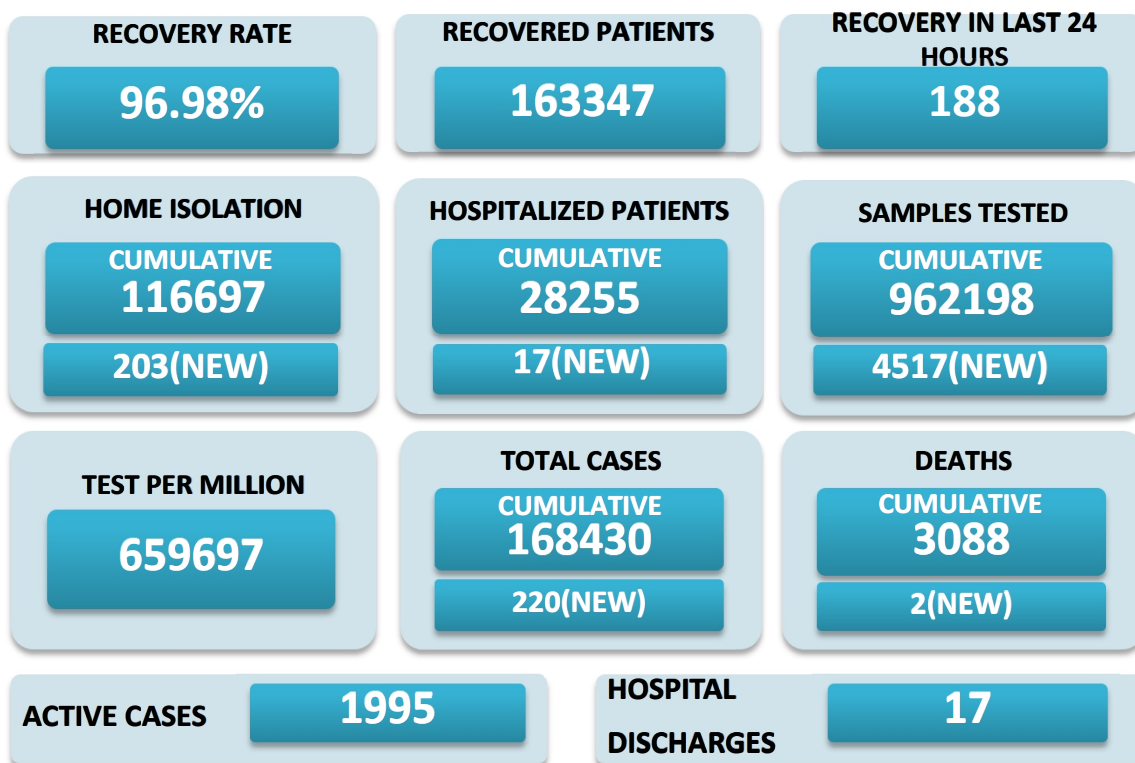 RECOVERY RATE
96.98%
RECOVERED PATIENTS
163347
RECOVERY IN LAST 24
HOURS
188
HOME ISOLATION
CUMULATIVE
116697
203(NEW)
HOSPITALIZED PATIENTS
CUMULATIVE
28255
17(NEW)
SAMPLES TESTED
CUMULATIVE
962198
4517(NEW)
TEST PER MILLION
659697
TOTAL CASES
CUMULATIVE
168430
220(NEW)
DEATHS
CUMULATIVE
3088
2(NEW)
ACTIVE CASES
1995
HOSPITAL
DISCHARGES
17